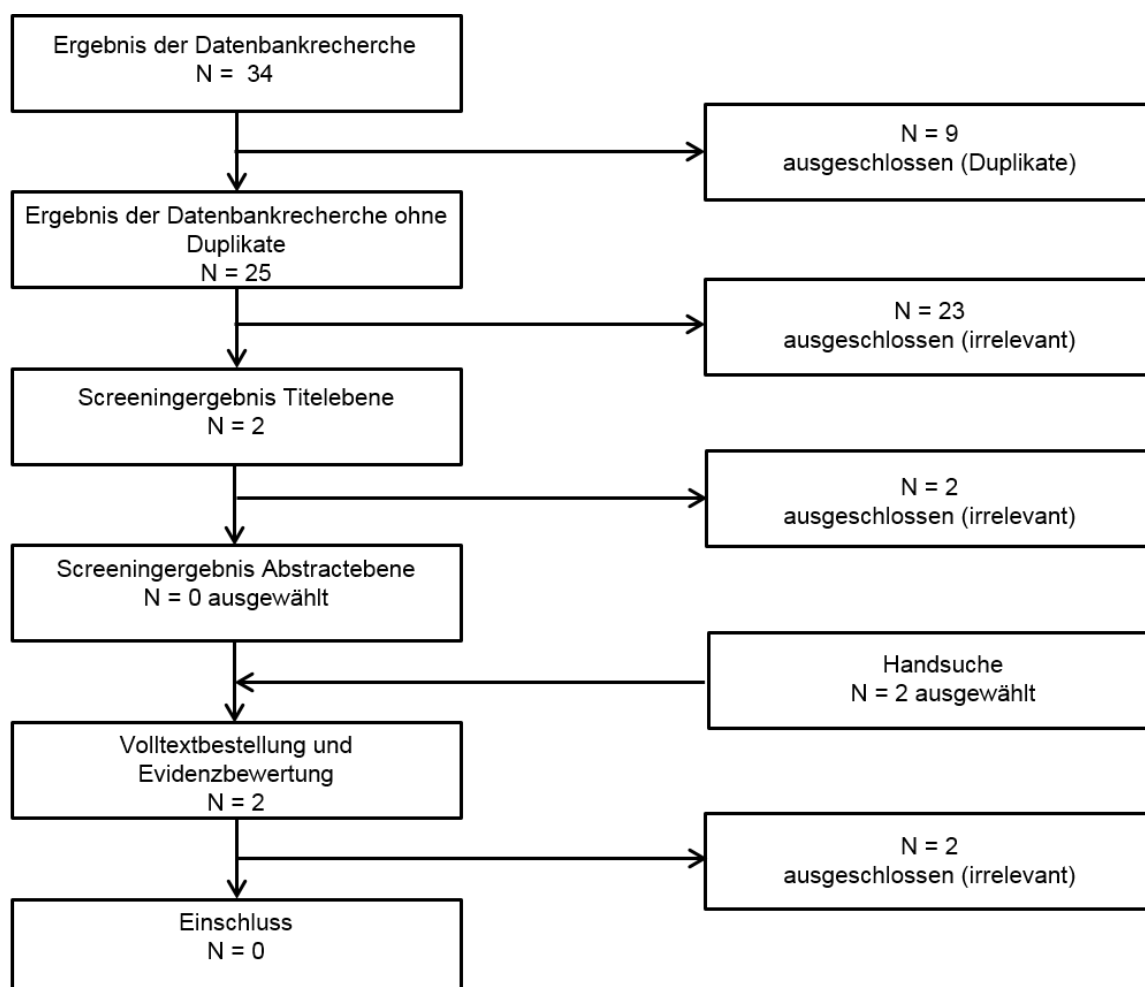 Ergebnis der Datenbankrecherche
N = 34
N = 9
ausgeschlossen (Duplikate)
Ergebnis der Datenbankrecherche ohne
Duplikate
N = 25
N = 23
ausgeschlossen (irrelevant)
Screeningergebnis Titelebene
N = 2
N = 2
ausgeschlossen (irrelevant)
Screeningergebnis Abstractebene
N = 0 ausgewählt
Handsuche
N = 2 ausgewählt
Volltextbestellung und
Evidenzbewertung
N = 2
N = 2
ausgeschlossen (irrelevant)
Einschluss
N = 0